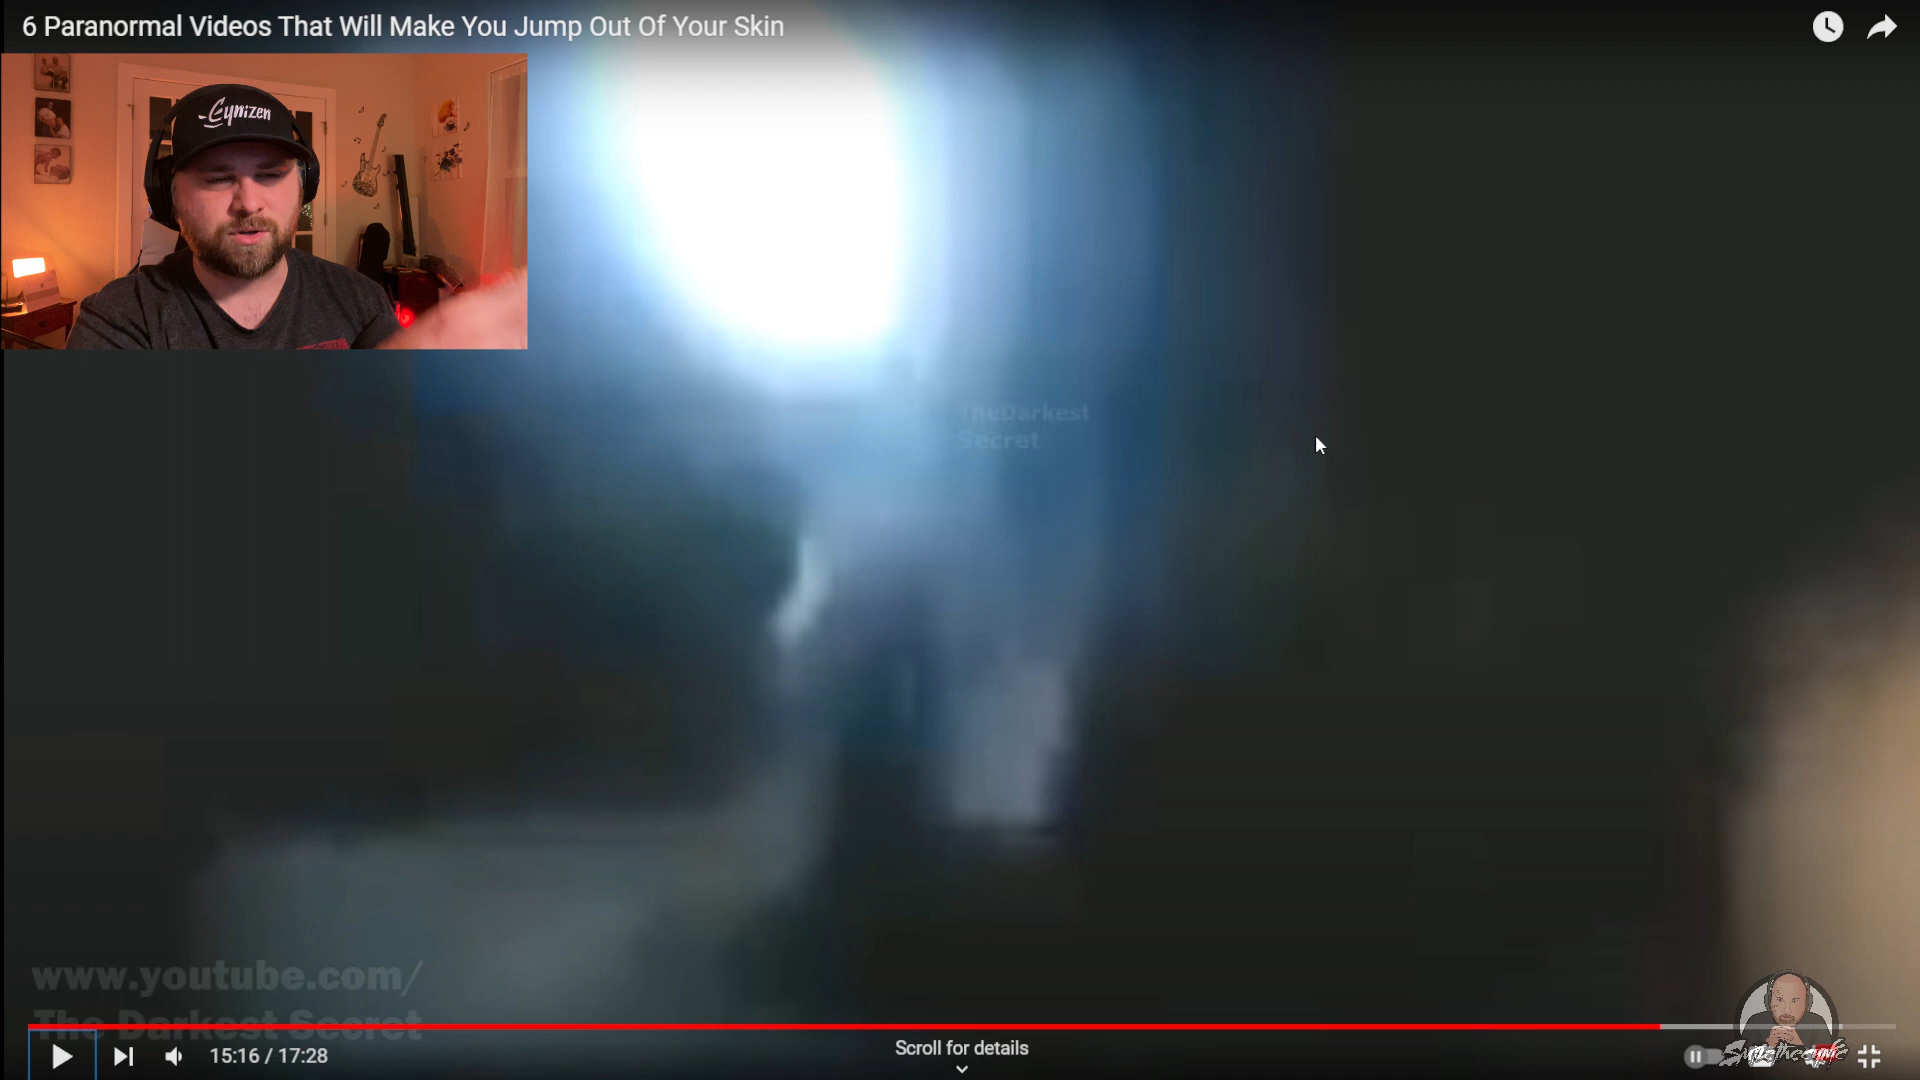 6 Paranormal Videos That Will Make You Jump Out Of Your Skin
Cynizen
TheDarkest
Secret
www.youtube.com/
The Darkest Secret
15:16 / 17:28
Scroll for details